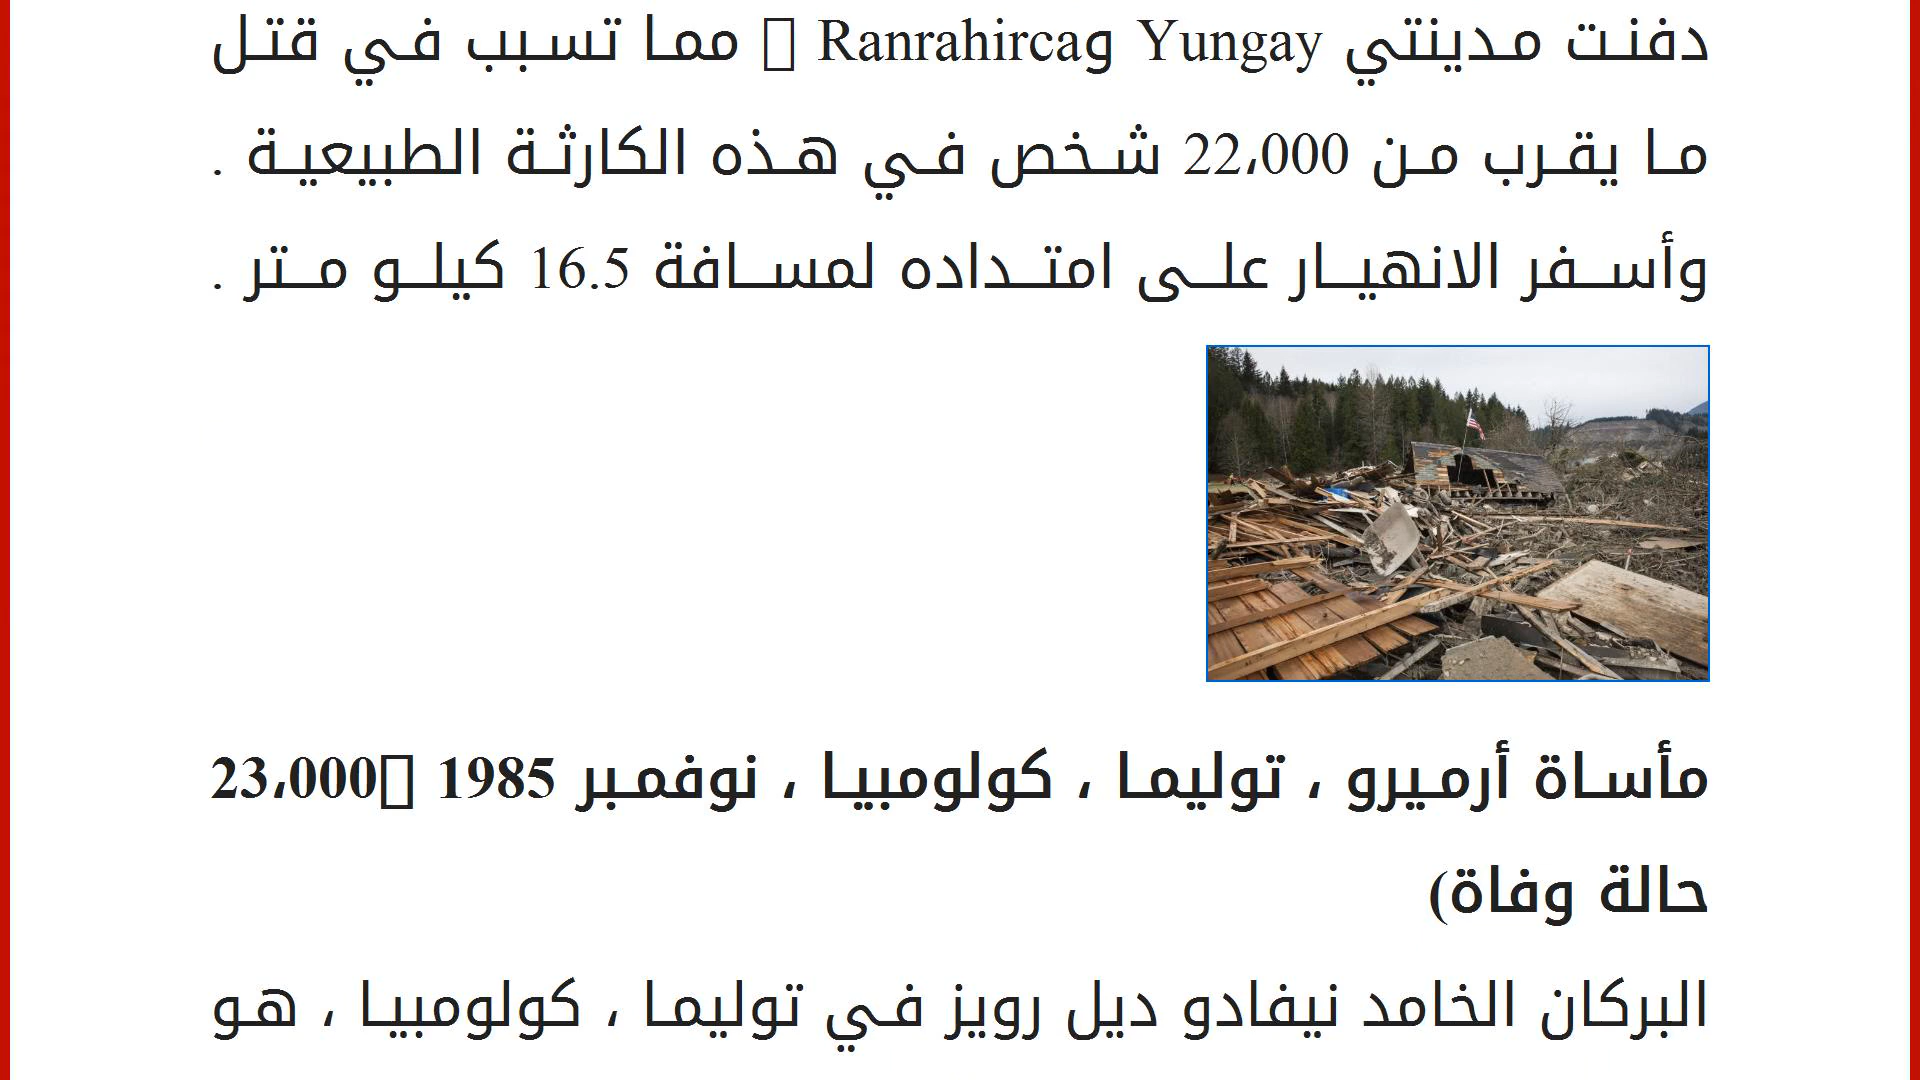 دفنت مدينتي Yungay وRanrahirca ▯ مما تسبب في قتل
ما يقرب من 22،000 شخص في هذه الكارثة الطبيعية .
وأسفر الانهيار على امتداده لمسافة 16.5 كيلو متر .
مأساة أرميرو ، توليما ، كولومبيا ، نوفمبر 1985 ▯23،000
حالة وفاة)
البركان الخامد نيفادو ديل رويز في توليما ، كولومبيا ، هو